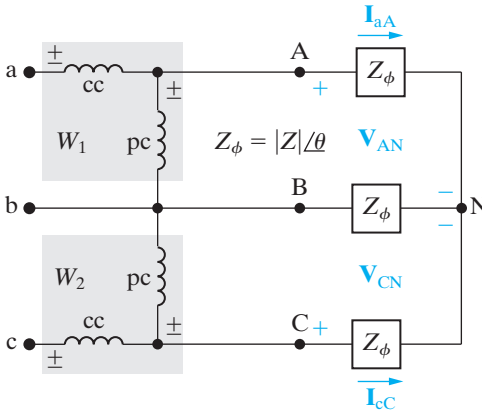 I_aA
A
a ± cc ± + Z_ϕ
W_1 pc Z_ϕ = |Z|/θ V_AN
b B Z_ϕ − N
−
W_2 pc V_CN
c ± cc ± C + Z_ϕ
I_cC